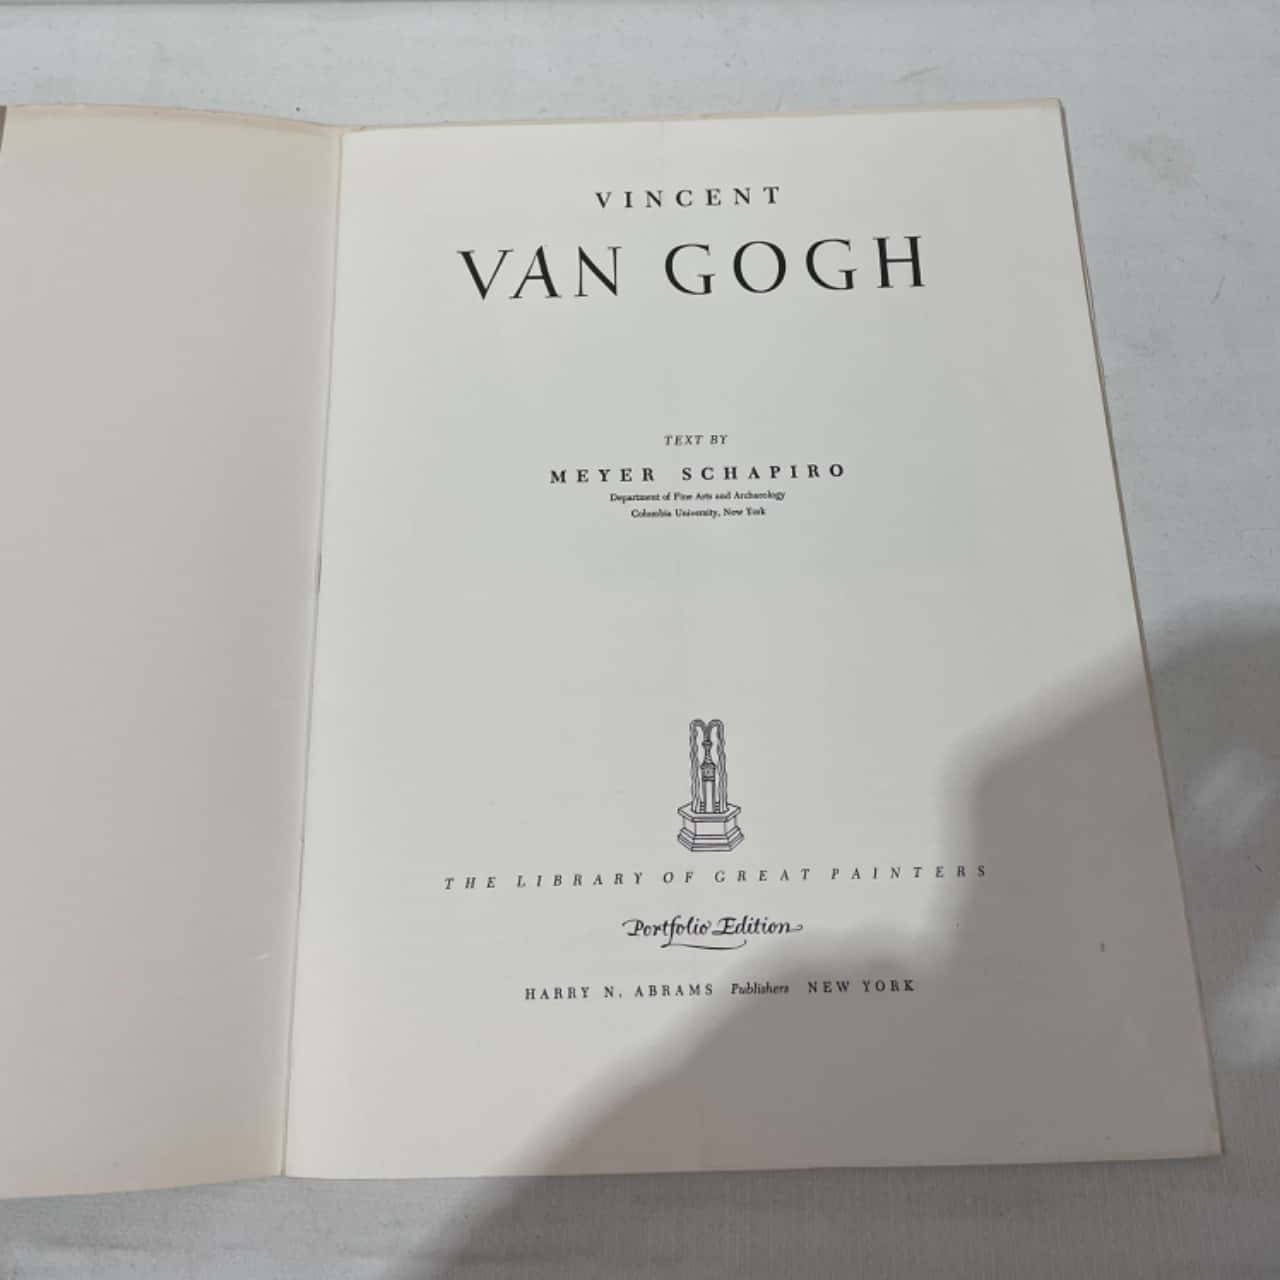 VINCENT
VAN GOGH
TEXT BY
MEYER SCHAPIRO
Department of Fine Arts and Archaeology
Columbia University, New York
THE LIBRARY OF GREAT PAINTERS
Portfolio Edition
HARRY N. ABRAMS Publishers NEW YORK